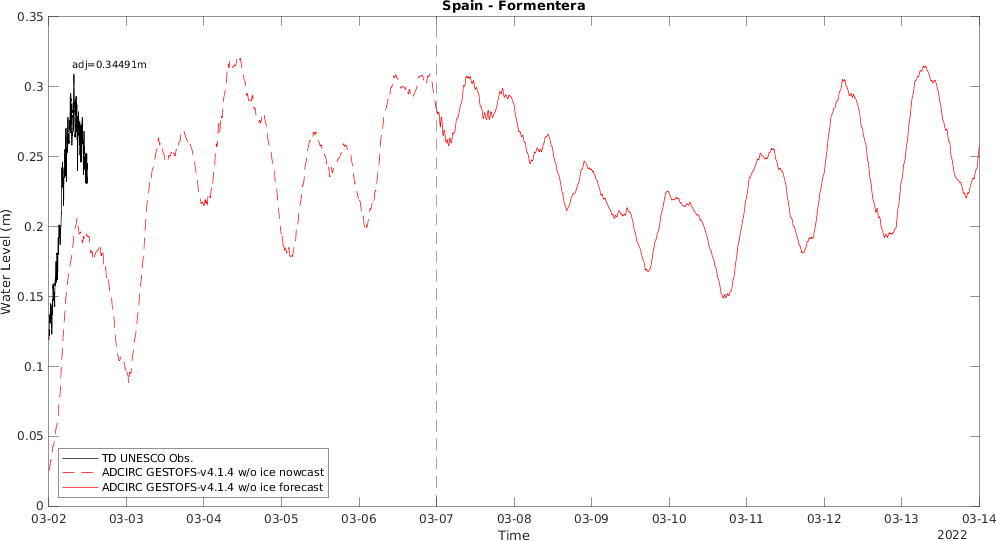 Spain - Formentera
adj=0.34491m
Water Level (m)
0.35
0.3
0.25
0.2
0.15
0.1
0.05
0
TD UNESCO Obs.
ADCIRC GESTOFS-v4.1.4 w/o ice nowcast
ADCIRC GESTOFS-v4.1.4 w/o ice forecast
03-02 03-03 03-04 03-05 03-06 03-07 03-08 03-09 03-10 03-11 03-12 03-13 03-14
Time
2022